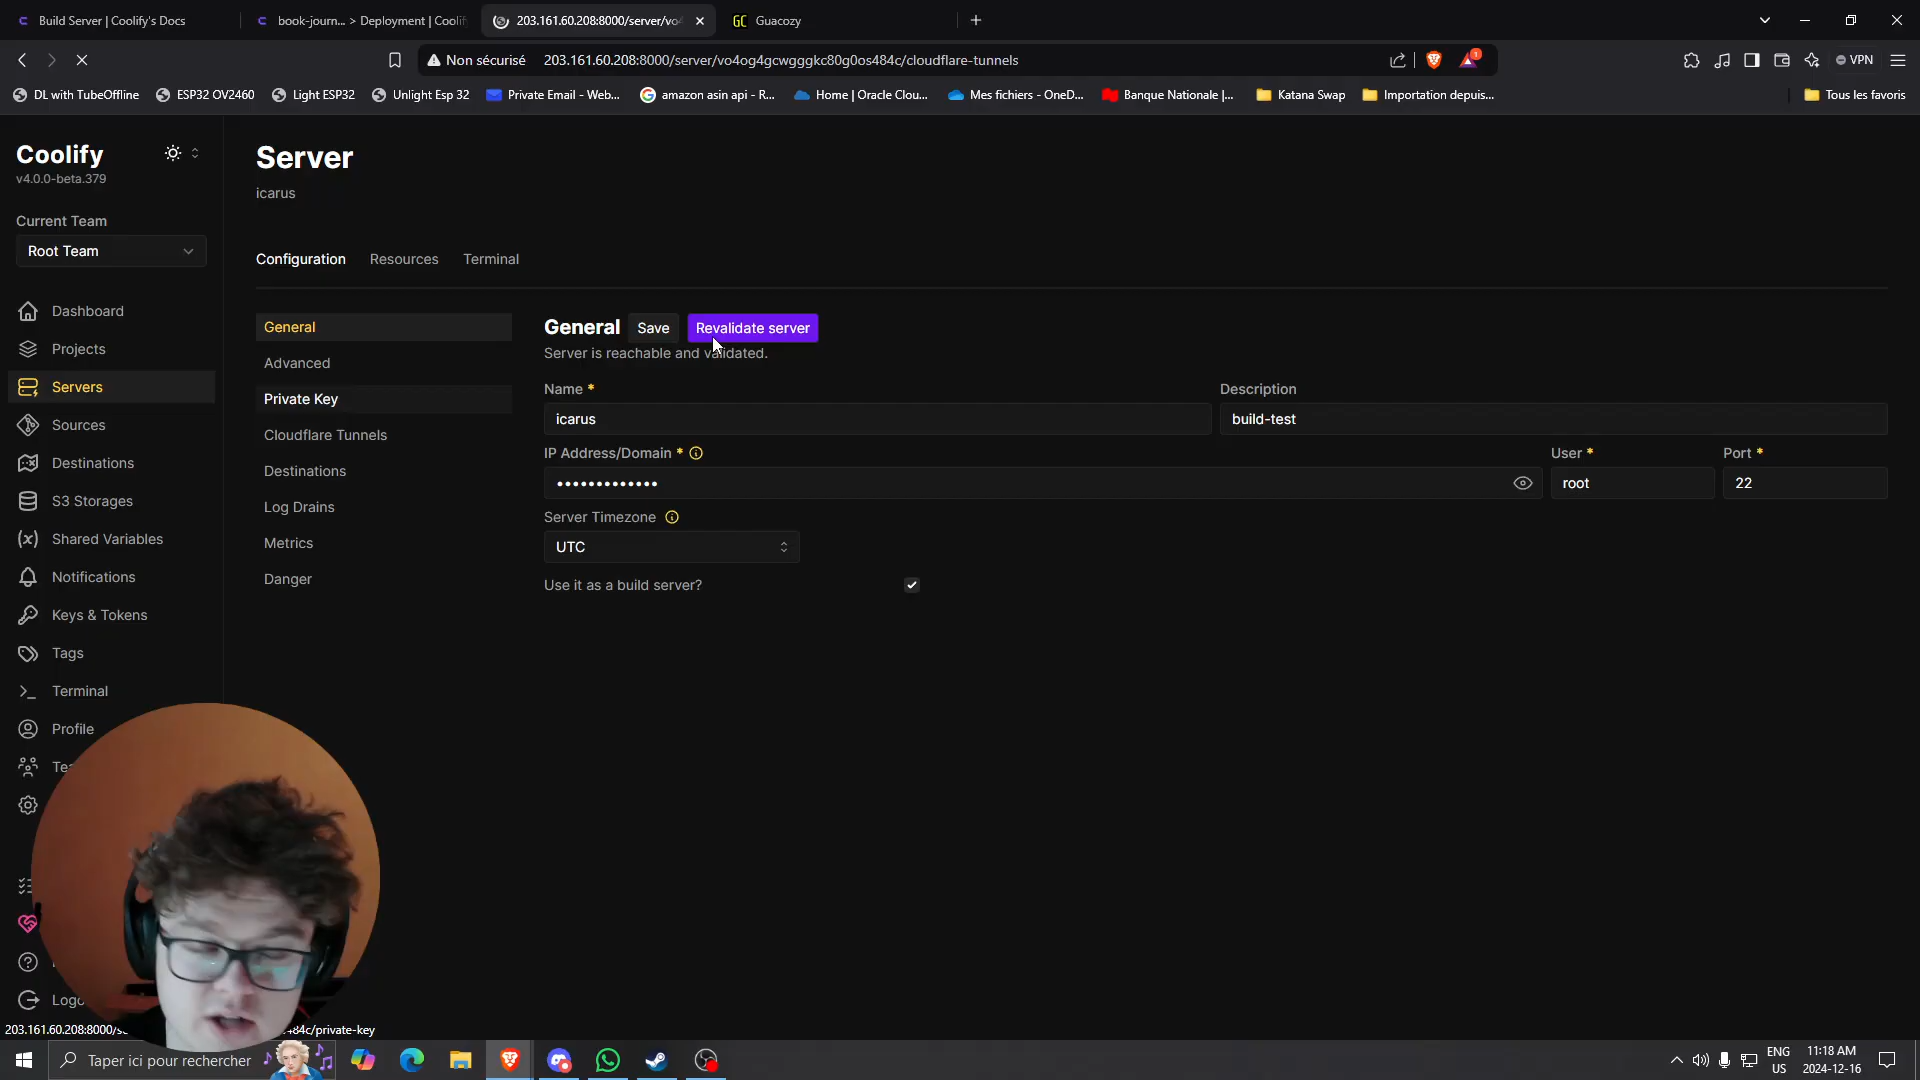 Build Server | Coolify's Docs
book-journ... > Deployment | Coolify
203.161.60.208:8000/server/vo4
Guacozy
Non sécurisé
203.161.60.208:8000/server/vo4og4gcwgggkc80g0os484c/cloudflare-tunnels
1
VPN
DL with TubeOffline
ESP32 OV2460
Light ESP32
Unlight Esp 32
Private Email - Web...
amazon asin api - R...
Home | Oracle Clou...
Mes fichiers - OneD...
Banque Nationale |...
Katana Swap
Importation depuis...
Tous les favoris
Coolify
v4.0.0-beta.379
Current Team
Root Team
Dashboard
Projects
Servers
Sources
Destinations
S3 Storages
Shared Variables
Notifications
Keys & Tokens
Tags
Terminal
Profile
Server
icarus
Configuration
Resources
Terminal
General
Advanced
Private Key
Cloudflare Tunnels
Destinations
Log Drains
Metrics
Danger
General
Save
Revalidate server
Server is reachable and validated.
Name *
icarus
Description
build-test
IP Address/Domain *
•••••••••••••
User *
root
Port *
22
Server Timezone
UTC
Use it as a build server?
203.161.60.208:8000/s
84c/private-key
Taper ici pour rechercher
ENG
US
11:18 AM
2024-12-16